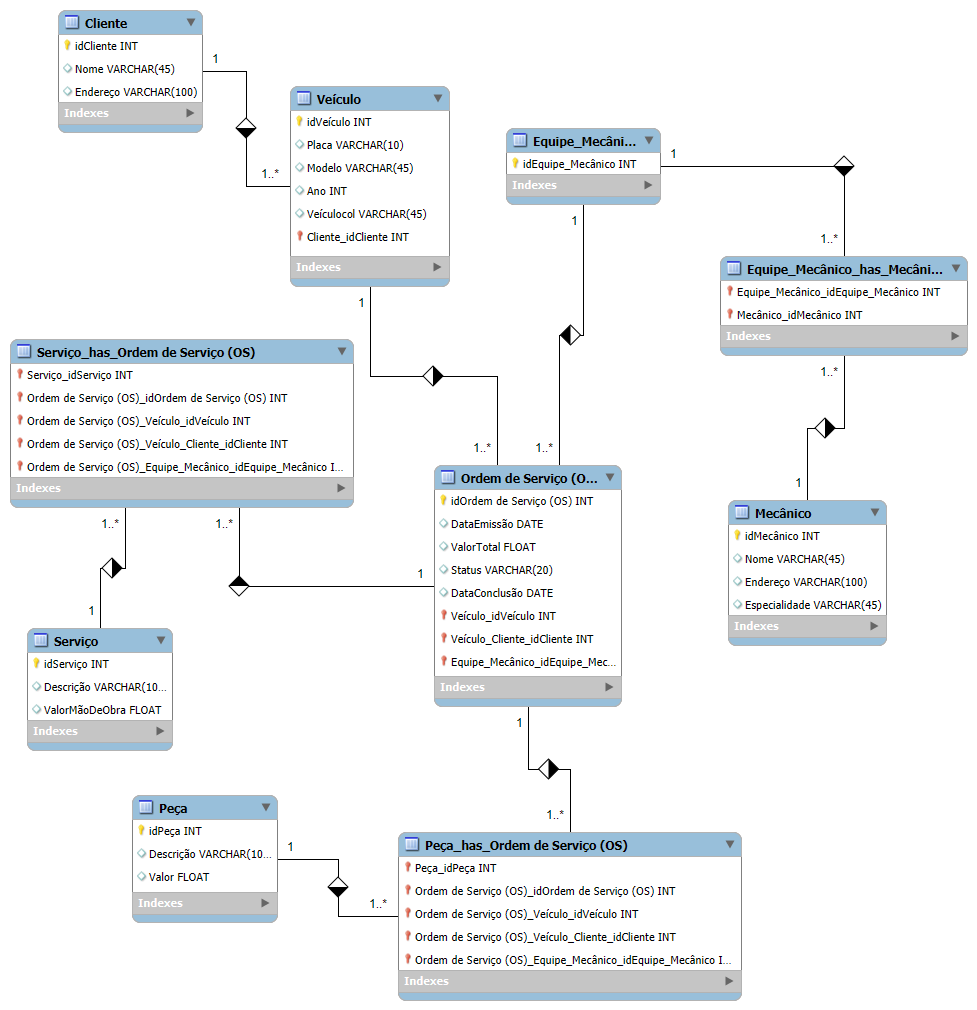 Cliente
idCliente INT
Nome VARCHAR(45)
Endereço VARCHAR(100)
Indexes
1
1..*
Veículo
idVeículo INT
Placa VARCHAR(10)
Modelo VARCHAR(45)
Ano INT
Veículocol VARCHAR(45)
Cliente_idCliente INT
Indexes
1
1..*
Equipe_Mecâni...
idEquipe_Mecânico INT
Indexes
1
1..*
1
1..*
Equipe_Mecânico_has_Mecâni...
Equipe_Mecânico_idEquipe_Mecânico INT
Mecânico_idMecânico INT
Indexes
1..*
1
Mecânico
idMecânico INT
Nome VARCHAR(45)
Endereço VARCHAR(100)
Especialidade VARCHAR(45)
Indexes
Serviço_has_Ordem de Serviço (OS)
Serviço_idServiço INT
Ordem de Serviço (OS)_idOrdem de Serviço (OS) INT
Ordem de Serviço (OS)_Veículo_idVeículo INT
Ordem de Serviço (OS)_Veículo_Cliente_idCliente INT
Ordem de Serviço (OS)_Equipe_Mecânico_idEquipe_Mecânico I...
Indexes
1..*
1
1..*
1
Ordem de Serviço (O...
idOrdem de Serviço (OS) INT
DataEmissão DATE
ValorTotal FLOAT
Status VARCHAR(20)
DataConclusão DATE
Veículo_idVeículo INT
Veículo_Cliente_idCliente INT
Equipe_Mecânico_idEquipe_Mec...
Indexes
1
1..*
Serviço
idServiço INT
Descrição VARCHAR(10...
ValorMãoDeObra FLOAT
Indexes
Peça
idPeça INT
Descrição VARCHAR(10...
Valor FLOAT
Indexes
1
1..*
Peça_has_Ordem de Serviço (OS)
Peça_idPeça INT
Ordem de Serviço (OS)_idOrdem de Serviço (OS) INT
Ordem de Serviço (OS)_Veículo_idVeículo INT
Ordem de Serviço (OS)_Veículo_Cliente_idCliente INT
Ordem de Serviço (OS)_Equipe_Mecânico_idEquipe_Mecânico I...
Indexes